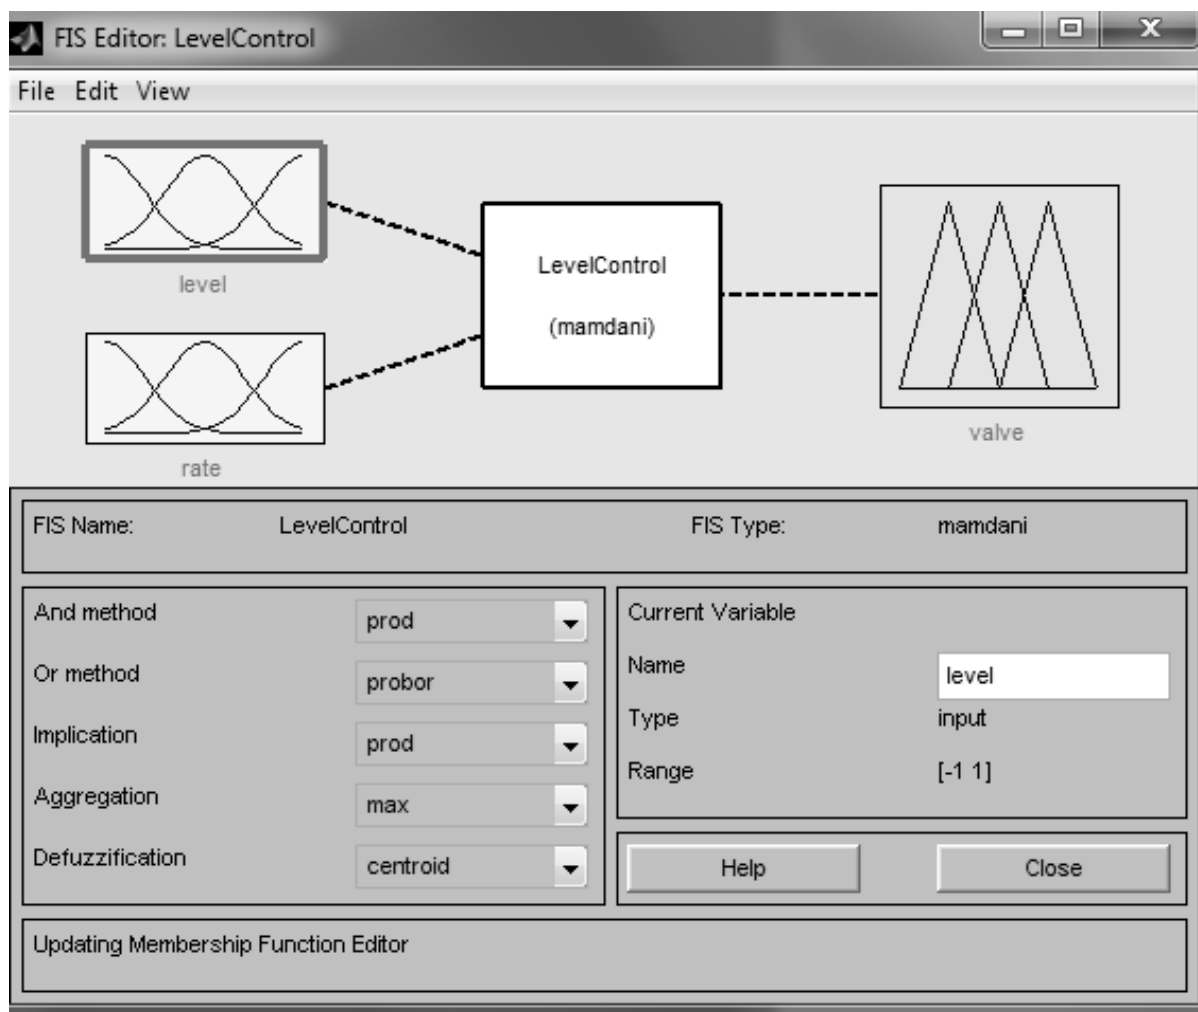 FIS Editor: LevelControl
X
File Edit View
level
rate
LevelControl
(mamdani)
valve
FIS Name: LevelControl FIS Type: mamdani
And method prod
Or method probor
Implication prod
Aggregation max
Defuzzification centroid
Current Variable
Name level
Type input
Range [-1 1]
Help Close
Updating Membership Function Editor